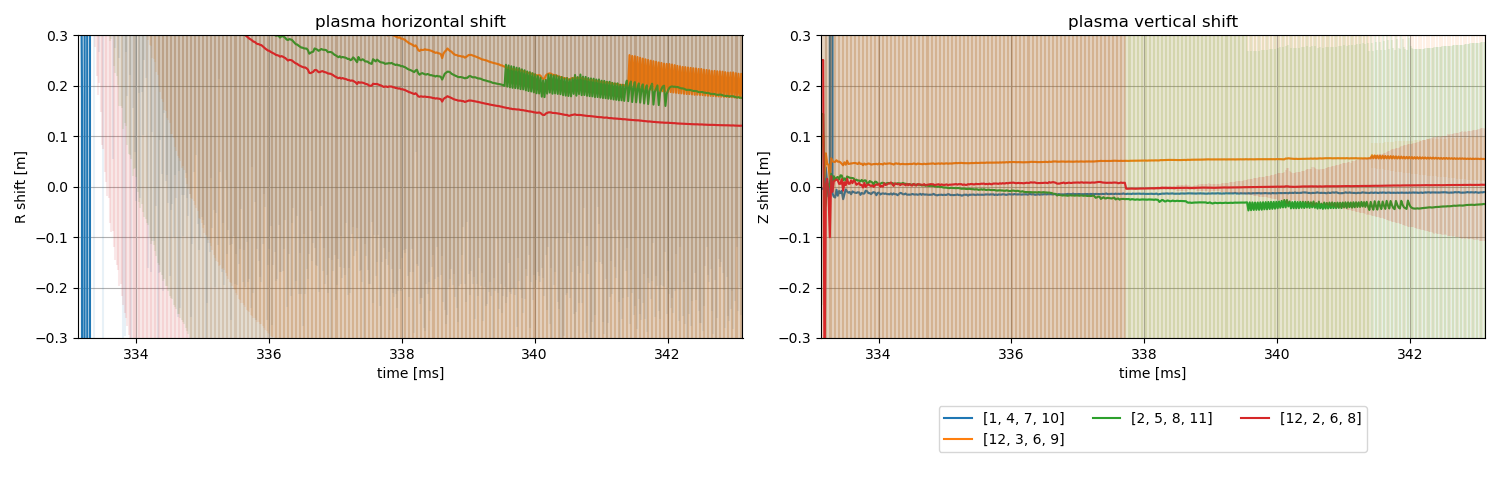 plasma horizontal shift
R shift [m]
0.3
0.2
0.1
0.0
−0.1
−0.2
−0.3
334
336
338
340
342
time [ms]
plasma vertical shift
Z shift [m]
0.3
0.2
0.1
0.0
−0.1
−0.2
−0.3
334
336
338
340
342
time [ms]
[1, 4, 7, 10]
[12, 3, 6, 9]
[2, 5, 8, 11]
[12, 2, 6, 8]